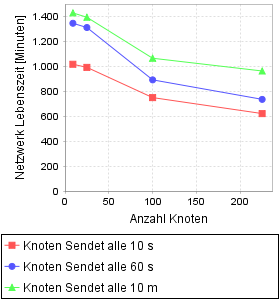 Netzwerk Lebenszeit [Minuten]
1.400
1.200
1.000
800
600
400
200
0
0 50 100 150 200
Anzahl Knoten
Knoten Sendet alle 10 s
Knoten Sendet alle 60 s
Knoten Sendet alle 10 m